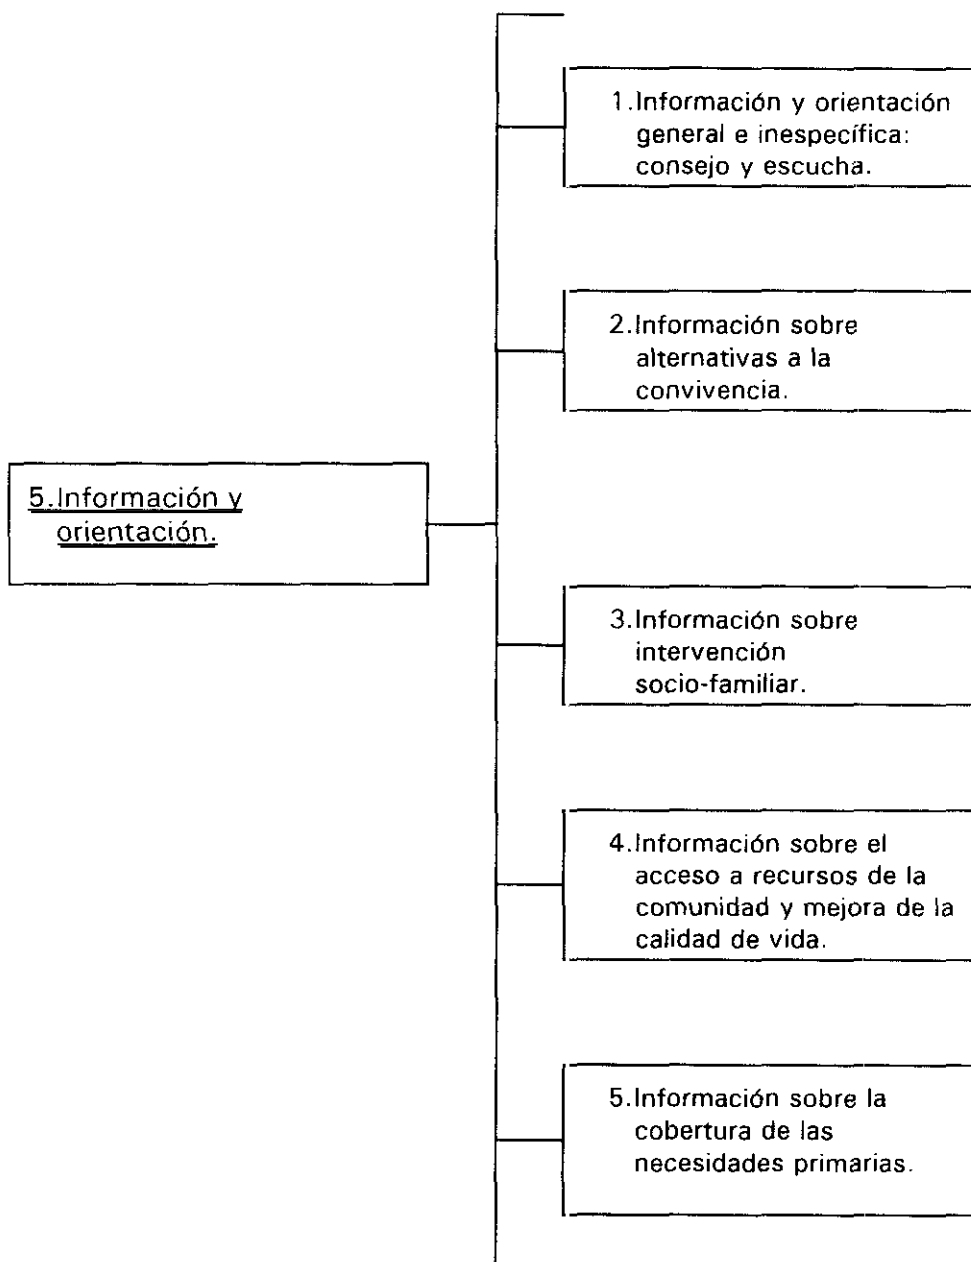 1.Información y orientación
general e inespecífica:
consejo y escucha.
2.Información sobre
alternativas a la
convivencia.
5.Información y
orientación.
3.Información sobre
intervención
socio-familiar.
4.Información sobre el
acceso a recursos de la
comunidad y mejora de la
calidad de vida.
5.Información sobre la
cobertura de las
necesidades primarias.